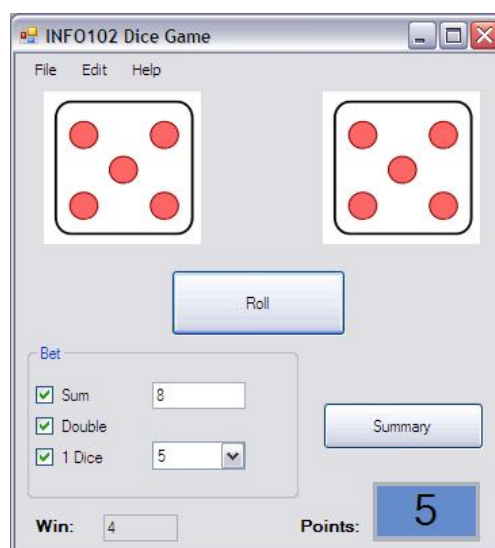 INFO102 Dice Game
File Edit Help
Roll
Bet
Sum 8
Double
1 Dice 5
Summary
Win: 4
Points: 5